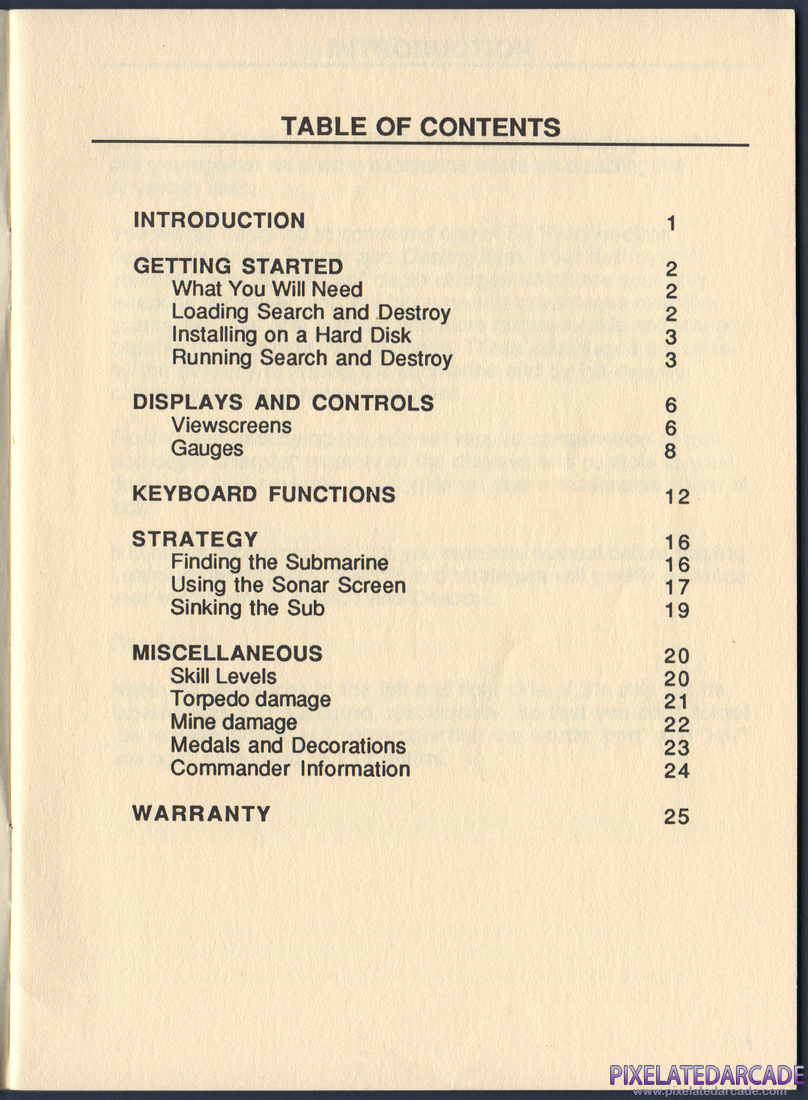 TABLE OF CONTENTS
INTRODUCTION 1
GETTING STARTED 2
What You Will Need 2
Loading Search and Destroy 2
Installing on a Hard Disk 3
Running Search and Destroy 3
DISPLAYS AND CONTROLS 6
Viewscreens 6
Gauges 8
KEYBOARD FUNCTIONS 12
STRATEGY 16
Finding the Submarine 16
Using the Sonar Screen 17
Sinking the Sub 19
MISCELLANEOUS 20
Skill Levels 20
Torpedo damage 21
Mine damage 22
Medals and Decorations 23
Commander Information 24
WARRANTY 25
PIXELATEDARCADE
www.pixelatedarcade.com